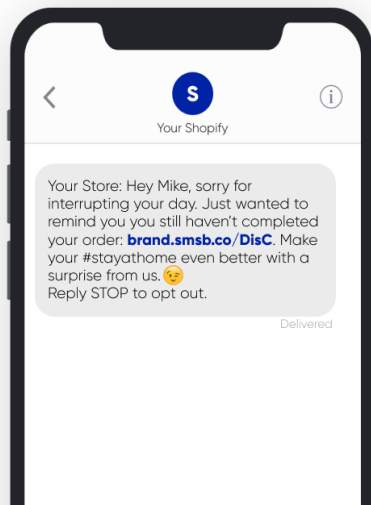 S
Your Shopify
Your Store: Hey Mike, sorry for
interrupting your day. Just wanted to
remind you you still haven't completed
your order: brand.smsb.co/DisC. Make
your #stayathome even better with a
surprise from us.😉
Reply STOP to opt out.
Delivered